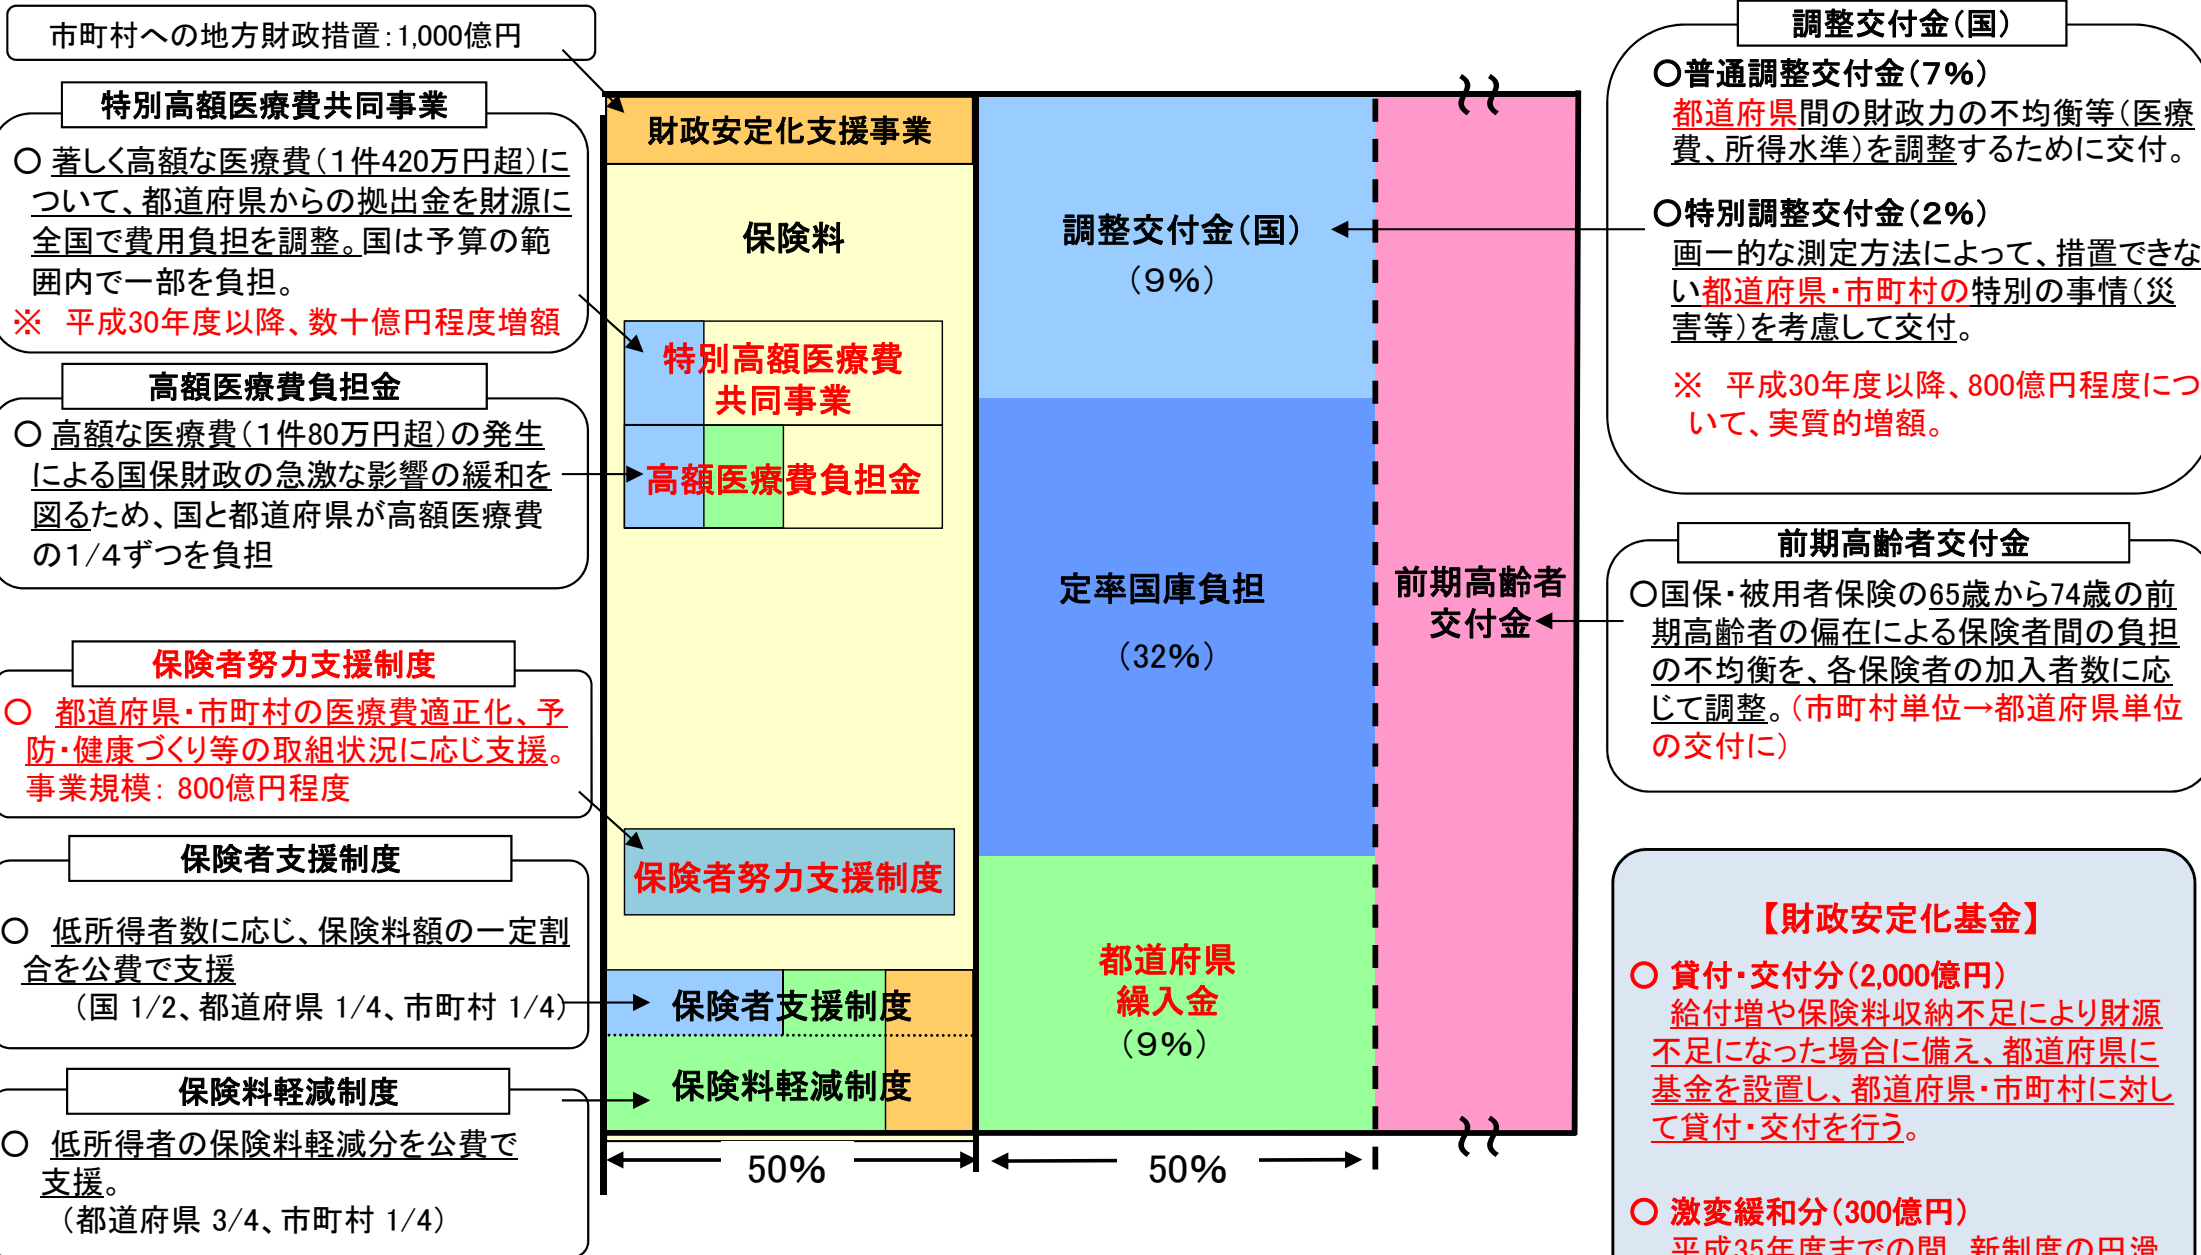 市町村への地方財政措置：1,000億円
特別高額医療費共同事業
○ 著しく高額な医療費（１件420万円超）に
ついて、都道府県からの拠出金を財源に
全国で費用負担を調整。国は予算の範
囲内で一部を負担。
※　平成30年度以降、数十億円程度増額
高額医療費負担金
○ 高額な医療費（１件80万円超）の発生
による国保財政の急激な影響の緩和を
図るため、国と都道府県が高額医療費
の１/４ずつを負担
保険者努力支援制度
○　都道府県・市町村の医療費適正化、予
防・健康づくり等の取組状況に応じ支援。
事業規模： 800億円程度
保険者支援制度
○　低所得者数に応じ、保険料額の一定割
合を公費で支援
（国 1/2、都道府県 1/4、市町村 1/4）
保険料軽減制度
○　低所得者の保険料軽減分を公費で
支援。
（都道府県 3/4、市町村 1/4）
財政安定化支援事業
保険料
特別高額医療費
共同事業
高額医療費負担金
保険者努力支援制度
保険者支援制度
保険料軽減制度
50％
調整交付金（国）
（９％）
定率国庫負担
（32％）
都道府県
繰入金
（９％）
50％
前期高齢者
交付金
調整交付金（国）
○普通調整交付金（７％）
都道府県間の財政力の不均衡等（医療
費、所得水準）を調整するために交付。
○特別調整交付金（２％）
画一的な測定方法によって、措置できな
い都道府県・市町村の特別の事情（災
害等）を考慮して交付。
※　平成30年度以降、800億円程度につ
いて、実質的増額。
前期高齢者交付金
○国保・被用者保険の65歳から74歳の前
期高齢者の偏在による保険者間の負担
の不均衡を、各保険者の加入者数に応
じて調整。（市町村単位→都道府県単位
の交付に）
【財政安定化基金】
○ 貸付・交付分（2,000億円）
給付増や保険料収納不足により財源
不足になった場合に備え、都道府県に
基金を設置し、都道府県・市町村に対し
て貸付・交付を行う。
○ 激変緩和分（300億円）
平成35年度までの間、新制度の円滑